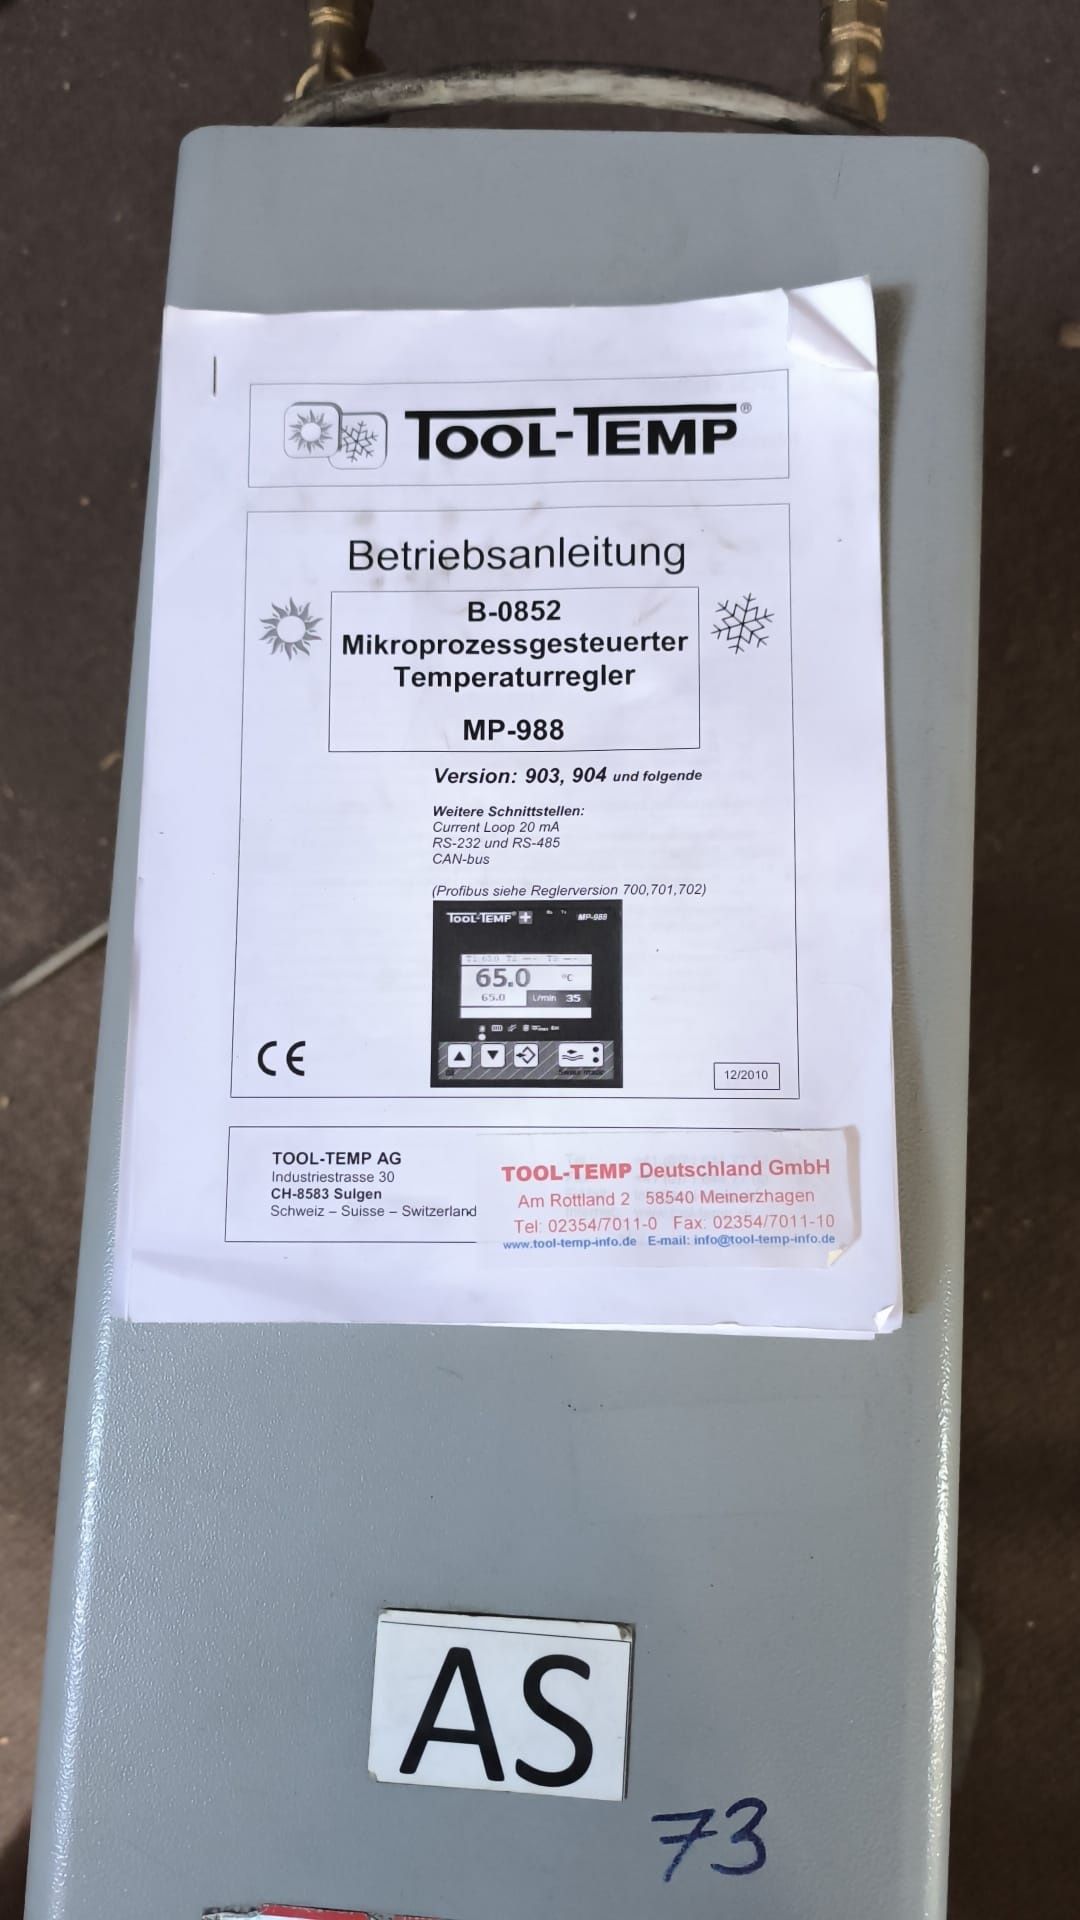 TOOL-TEMP®
Betriebsanleitung
B-0852
Mikroprozessgesteuerter
Temperaturregler
MP-988
Version: 903, 904 und folgende
Weitere Schnittstellen:
Current Loop 20 mA
RS-232 und RS-485
CAN-bus
(Profibus siehe Reglerversion 700,701,702)
TOOL-TEMP® MP-988
65.0 °C
65.0 L/min 35
CE
12/2010
TOOL-TEMP AG
Industriestrasse 30
CH-8583 Sulgen
Schweiz – Suisse – Switzerland
TOOL-TEMP Deutschland GmbH
Am Rottland 2 58540 Meinerzhagen
Tel: 02354/7011-0 Fax: 02354/7011-10
www.tool-temp-info.de E-mail: info@tool-temp-info.de
AS
73